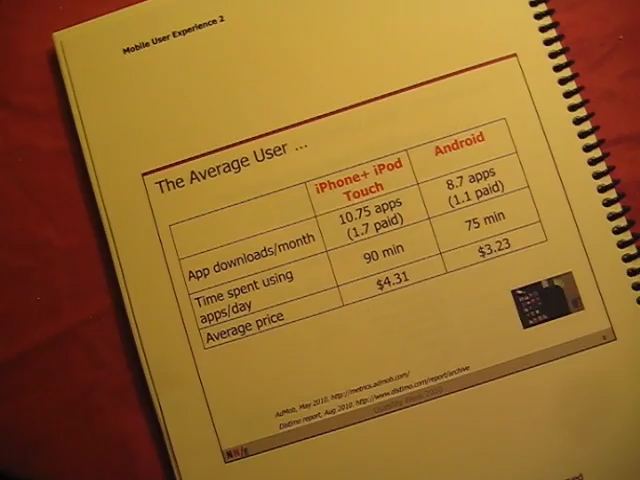 Mobile User Experience 2
The Average User ...
iPhone+ iPod Touch
Android
App downloads/month
10.75 apps (1.7 paid)
8.7 apps (1.1 paid)
Time spent using apps/day
90 min
75 min
Average price
$4.31
$3.23
AdMob, May 2010. http://metrics.admob.com/
Distimo report, Aug 2010. http://www.distimo.com/report/archive
NN/g